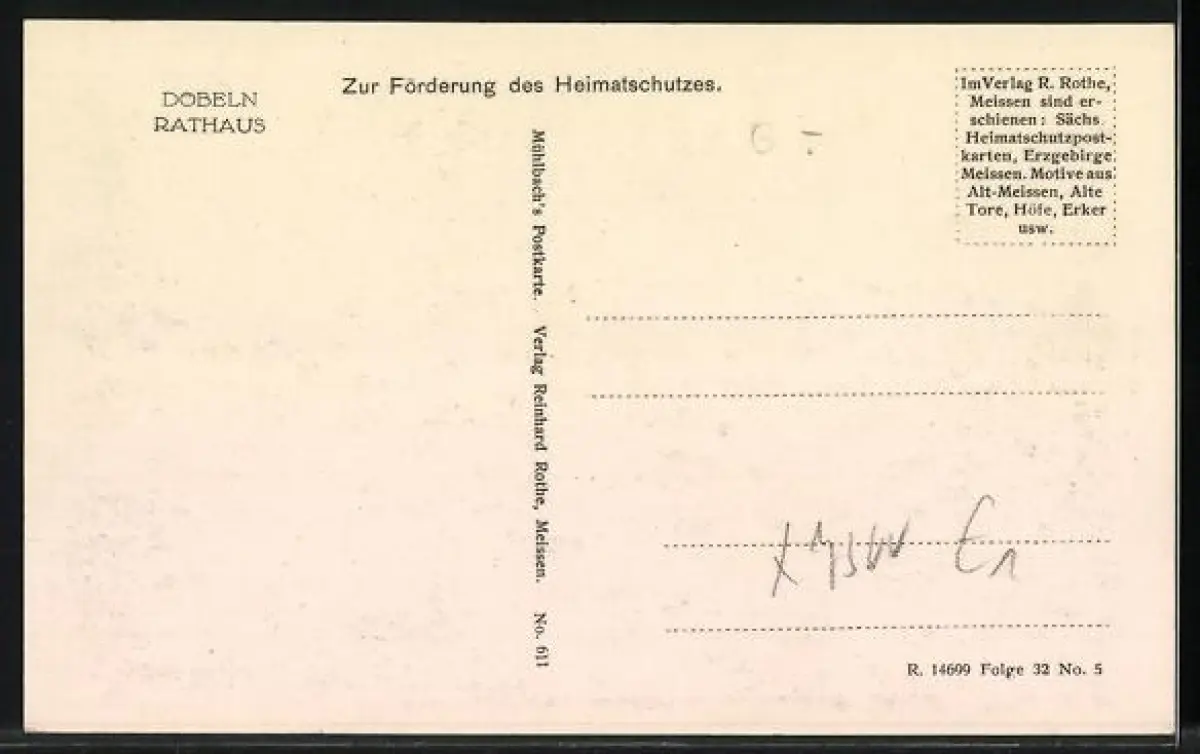 DÖBELN
RATHAUS
Zur Förderung des Heimatschutzes.
Im Verlag R. Rothe,
Meissen sind er-
schienen: Sächs.
Heimatschutzpost-
karten, Erzgebirge
Meissen. Motive aus
Alt-Meissen, Alte
Tore, Höfe, Erker
usw.
Mühlbach's Postkarte. Verlag Reinhard Rothe, Meissen. No. 611
R. 14699 Folge 32 No. 5